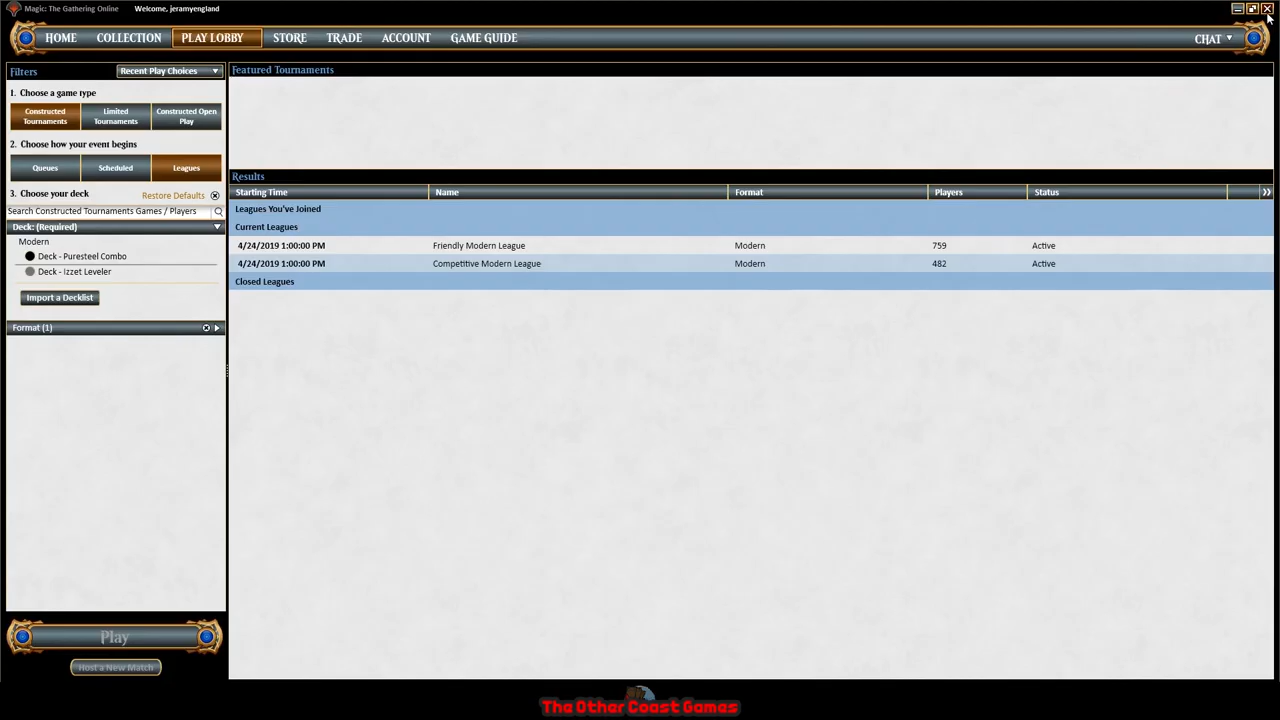 Magic: The Gathering Online Welcome, jeramyengland
HOME COLLECTION PLAY LOBBY STORE TRADE ACCOUNT GAME GUIDE CHAT
Filters Recent Play Choices
1. Choose a game type
Constructed Tournaments Limited Tournaments Constructed Open Play
2. Choose how your event begins
Queues Scheduled Leagues
3. Choose your deck Restore Defaults
Search Constructed Tournaments Games / Players
Deck: (Required)
Modern
Deck - Puresteel Combo
Deck - Izzet Leveler
Import a Decklist
Format (1)
Play
Host a New Match
Featured Tournaments
Results
Starting Time Name Format Players Status
Leagues You've Joined
Current Leagues
4/24/2019 1:00:00 PM Friendly Modern League Modern 759 Active
4/24/2019 1:00:00 PM Competitive Modern League Modern 482 Active
Closed Leagues
The Other Coast Games